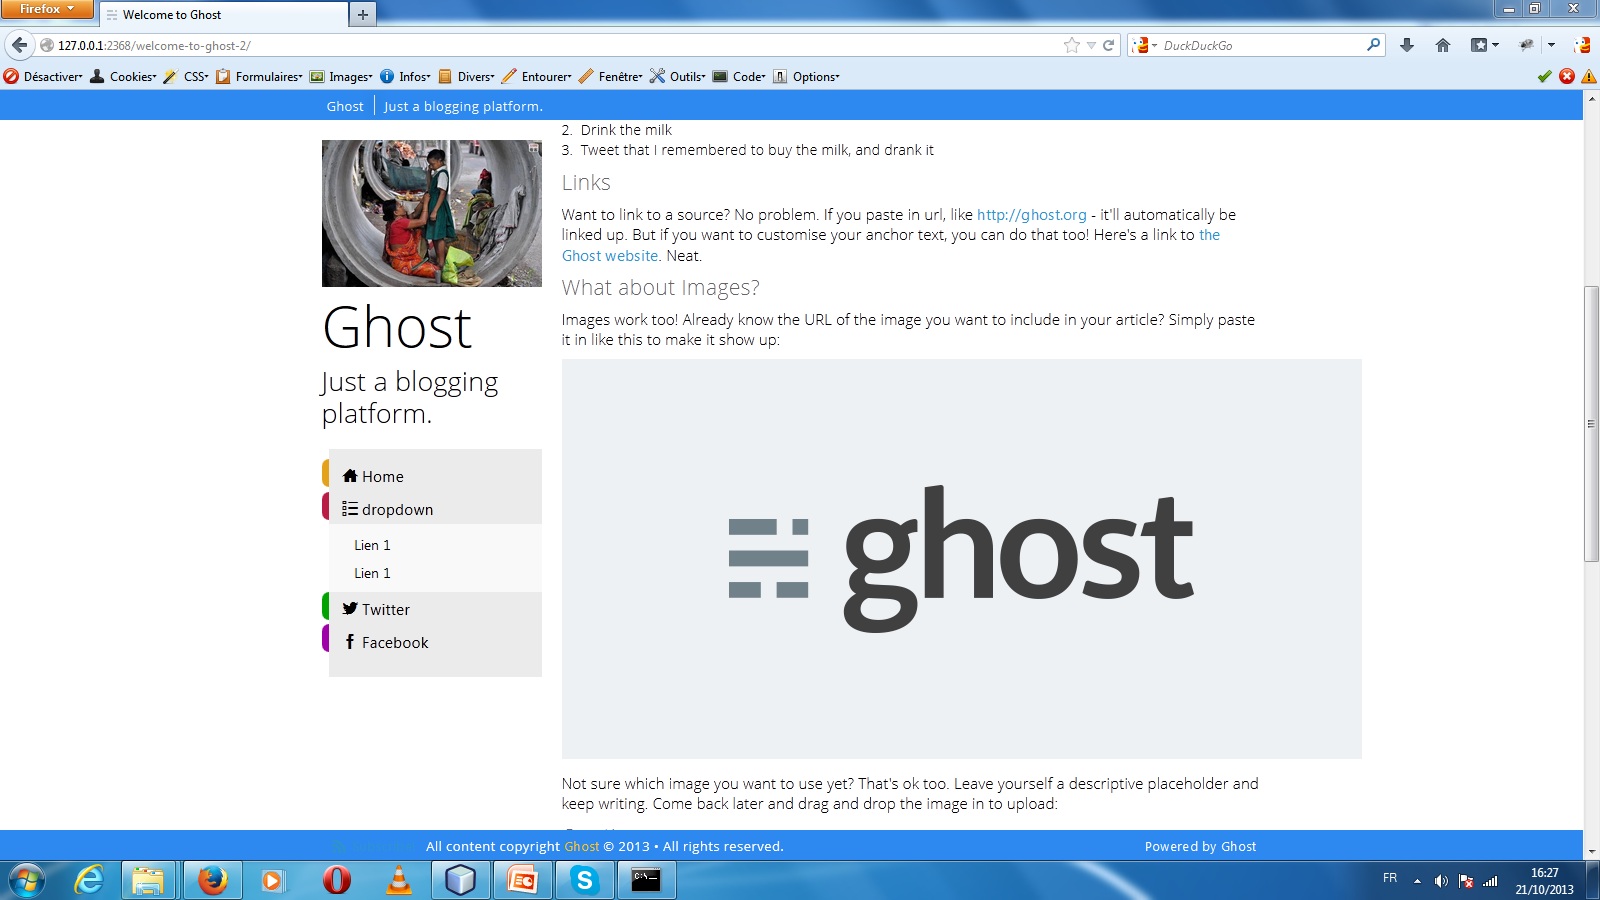 Firefox
Welcome to Ghost
127.0.0.1:2368/welcome-to-ghost-2/
DuckDuckGo
Désactiver Cookies CSS Formulaires Images Infos Divers Entourer Fenêtre Outils Code Options
Ghost Just a blogging platform.
2. Drink the milk
3. Tweet that I remembered to buy the milk, and drank it
Links
Want to link to a source? No problem. If you paste in url, like http://ghost.org - it'll automatically be
linked up. But if you want to customise your anchor text, you can do that too! Here's a link to the
Ghost website. Neat.
What about Images?
Images work too! Already know the URL of the image you want to include in your article? Simply paste
it in like this to make it show up:
ghost
Not sure which image you want to use yet? That's ok too. Leave yourself a descriptive placeholder and
keep writing. Come back later and drag and drop the image in to upload:
Ghost
Just a blogging
platform.
Home
dropdown
Lien 1
Lien 1
Twitter
Facebook
All content copyright Ghost © 2013 • All rights reserved.
Powered by Ghost
C:\_
FR
16:27
21/10/2013